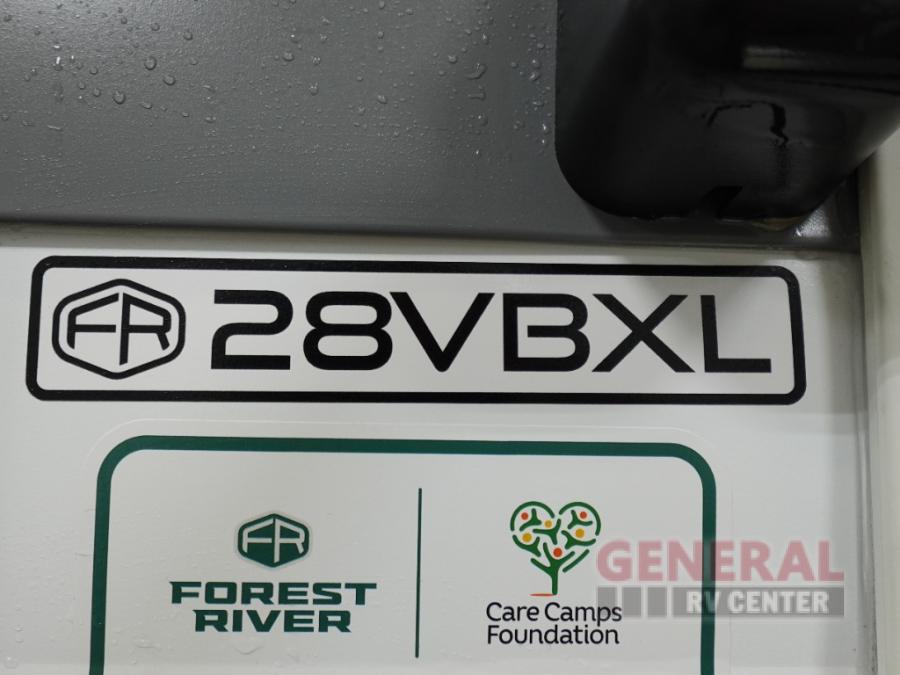 FR 28VBXL
FR
FOREST
RIVER
Care Camps
Foundation
GENERAL
RV CENTER